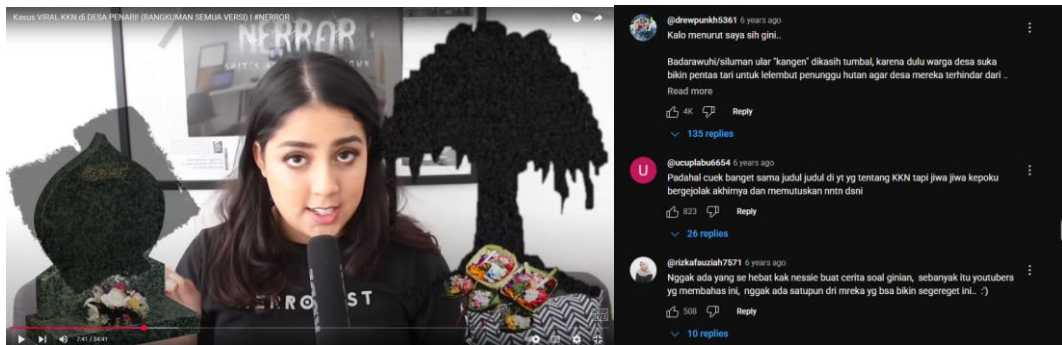 Kasus VIRAL KKN di DESA PENARI! (RANGKUMAN SEMUA VERSI) | #NERROR
NERROR
NERRORIST
7:41 / 34:41
@drewpunkh5361 6 years ago
Kalo menurut saya sih gini..
Badarawuhi/siluman ular "kangen" dikasih tumbal, karena dulu warga desa suka
bikin pentas tari untuk lelembut penunggu hutan agar desa mereka terhindar dari ..
Read more
4K Reply
135 replies
U
@ucuplabu6654 6 years ago
Padahal cuek banget sama judul judul di yt yg tentang KKN tapi jiwa jiwa kepoku
bergejolak akhirnya dan memutuskan nntn dsni
823 Reply
26 replies
@rizkafauziah7571 6 years ago
Nggak ada yang se hebat kak nessie buat cerita soal ginian, sebanyak itu youtubers
yg membahas ini, nggak ada satupun dri mreka yg bsa bikin segereget ini.. :')
508 Reply
10 replies